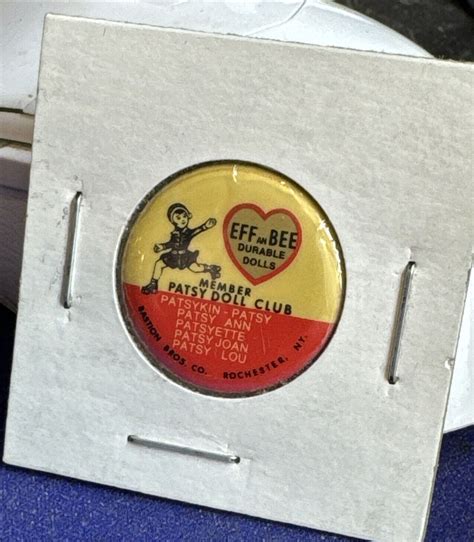 EFF AN BEE
DURABLE
DOLLS
MEMBER
PATSY DOLL CLUB
PATSYKIN - PATSY
PATSY ANN
PATSYETTE
PATSY JOAN
PATSY LOU
BASTION BROS. CO. ROCHESTER, N.Y.